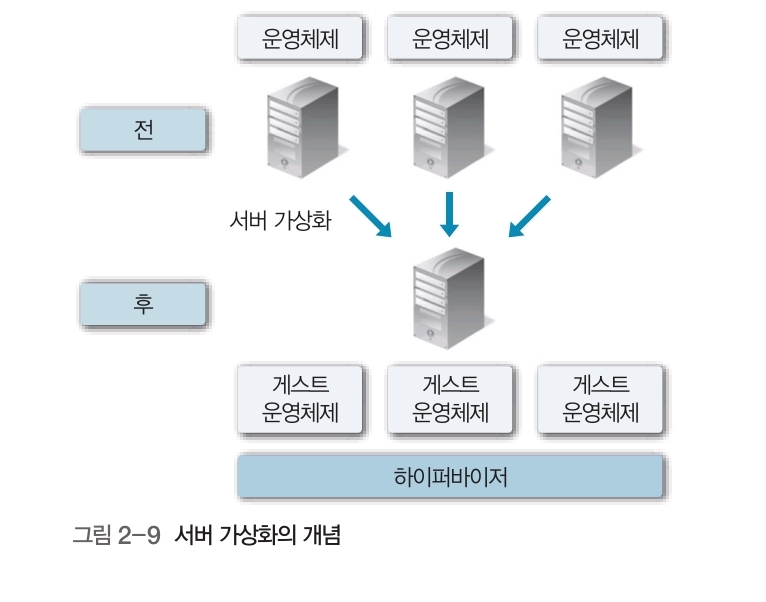 운영체제 운영체제 운영체제
전
서버 가상화
후
게스트 게스트 게스트
운영체제 운영체제 운영체제
하이퍼바이저
그림 2-9 서버 가상화의 개념